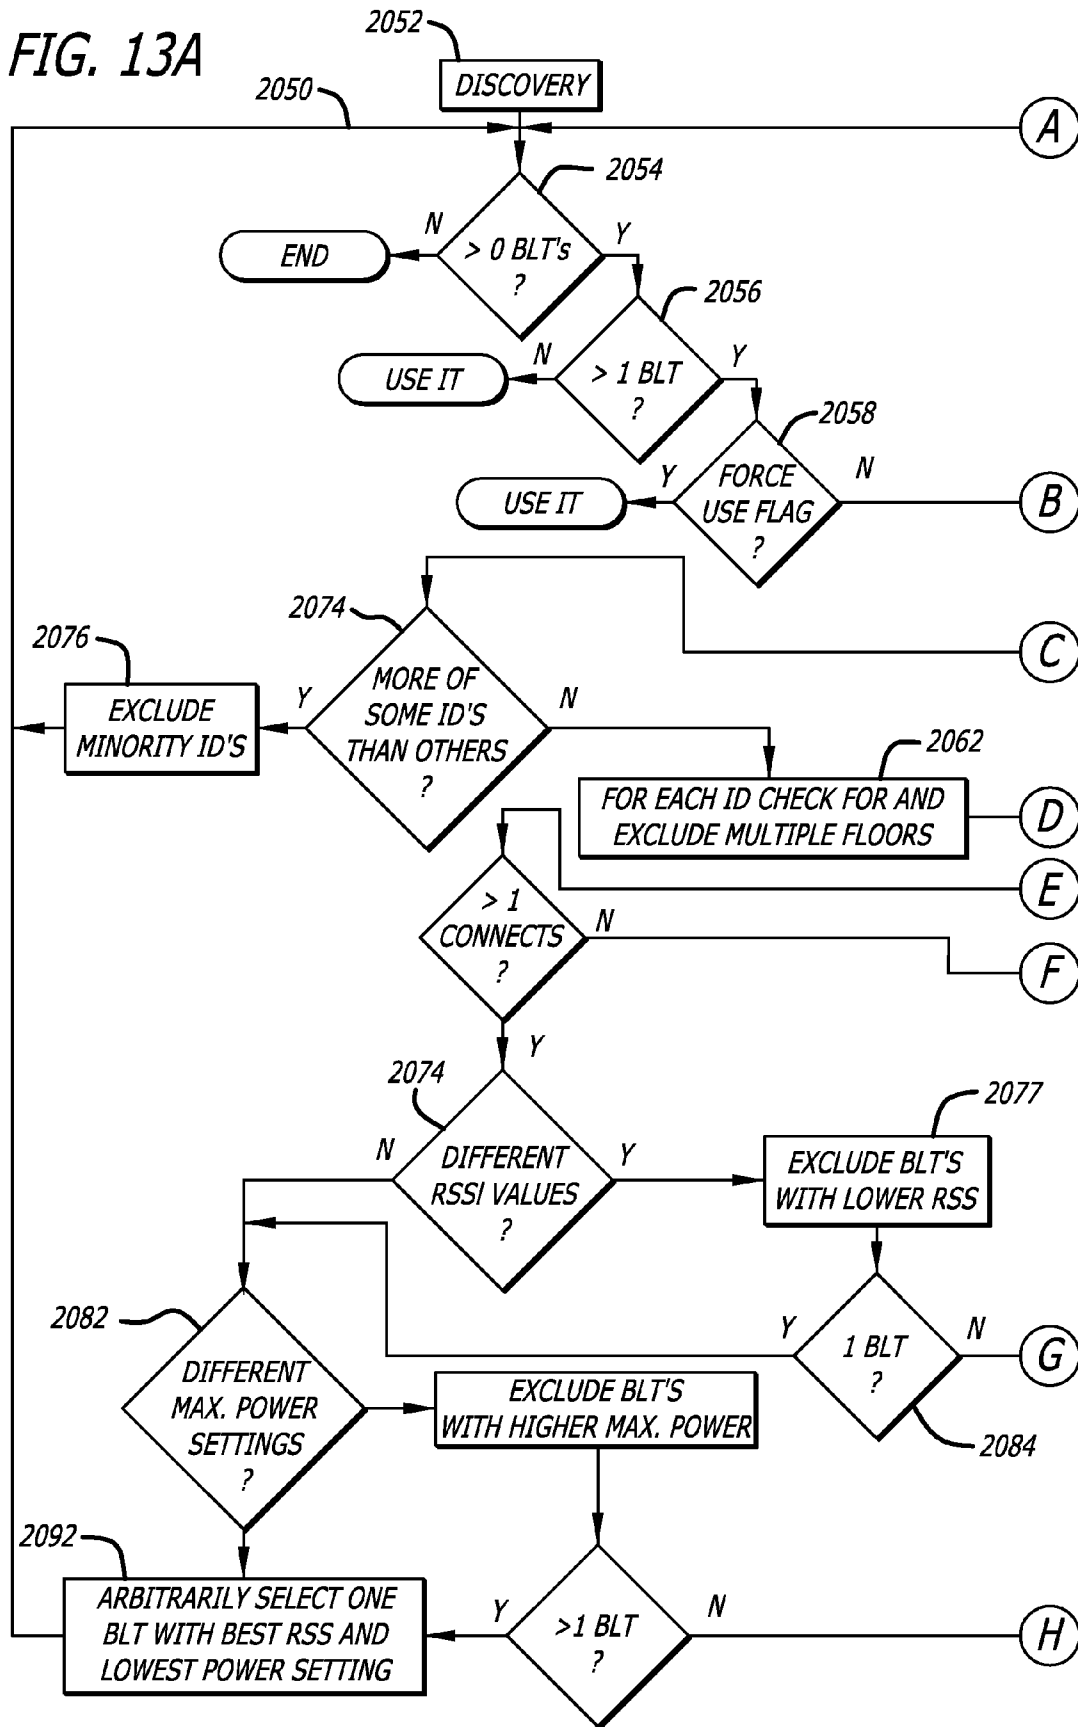 FIG. 13A
2052
DISCOVERY
2050
A
2054
N
> 0 BLT's
?
Y
END
2056
N
> 1 BLT
?
Y
USE IT
2058
Y
FORCE
USE FLAG
?
N
USE IT
B
2074
C
2076
EXCLUDE
MINORITY ID'S
Y
MORE OF
SOME ID'S
THAN OTHERS
?
N
2062
FOR EACH ID CHECK FOR AND
EXCLUDE MULTIPLE FLOORS
D
E
> 1
CONNECTS
?
N
F
Y
2074
N
DIFFERENT
RSSI VALUES
?
Y
2077
EXCLUDE BLT'S
WITH LOWER RSS
2082
DIFFERENT
MAX. POWER
SETTINGS
?
Y
1 BLT
?
N
G
2084
EXCLUDE BLT'S
WITH HIGHER MAX. POWER
2092
ARBITRARILY SELECT ONE
BLT WITH BEST RSS AND
LOWEST POWER SETTING
Y
>1 BLT
?
N
H